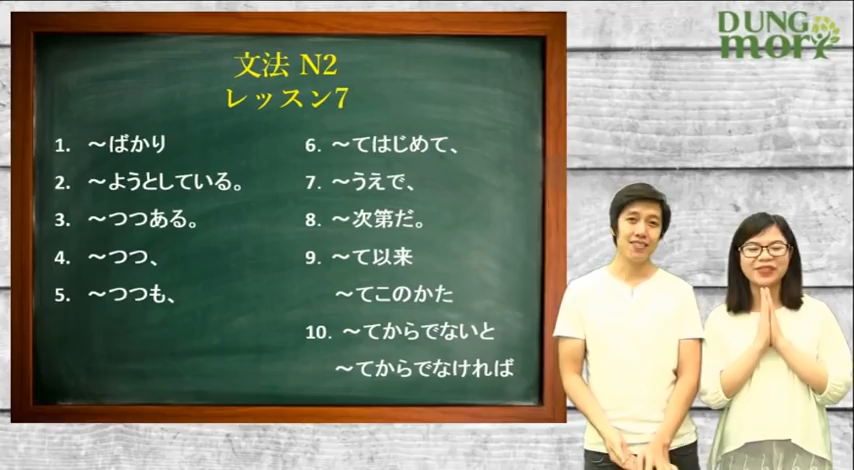 文法 N2
レッスン7
1. ～ばかり
2. ～ようとしている。
3. ～つつある。
4. ～つつ、
5. ～つつも、
6. ～てはじめて、
7. ～うえで、
8. ～次第だ。
9. ～て以来
～てこのかた
10. ～てからでないと
～てからでなければ
DUNG
mori